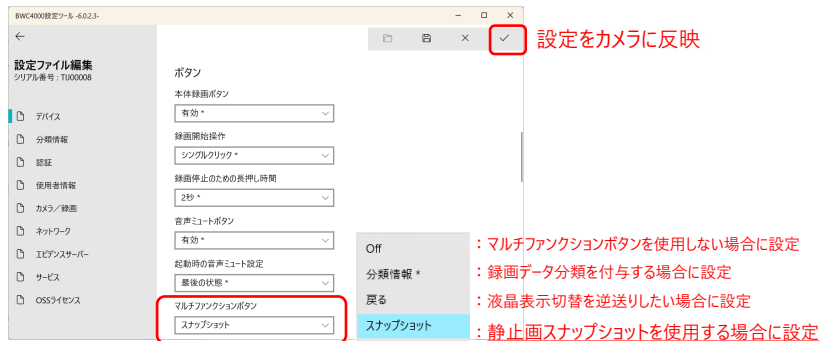 BWC4000設定ツール -6.0.2.3-
設定をカメラに反映
設定ファイル編集
シリアル番号 : TIJ00008
デバイス
分類情報
認証
使用者情報
カメラ／録画
ネットワーク
エビデンスサーバー
サービス
OSSライセンス
ボタン
本体録画ボタン
有効 *
録画開始操作
シングルクリック *
録画停止のための長押し時間
2秒 *
音声ミュートボタン
有効 *
起動時の音声ミュート設定
最後の状態 *
マルチファンクションボタン
スナップショット
Off ：マルチファンクションボタンを使用しない場合に設定
分類情報 * ：録画データ分類を付与する場合に設定
戻る ：液晶表示切替を逆送りしたい場合に設定
スナップショット ：静止画スナップショットを使用する場合に設定